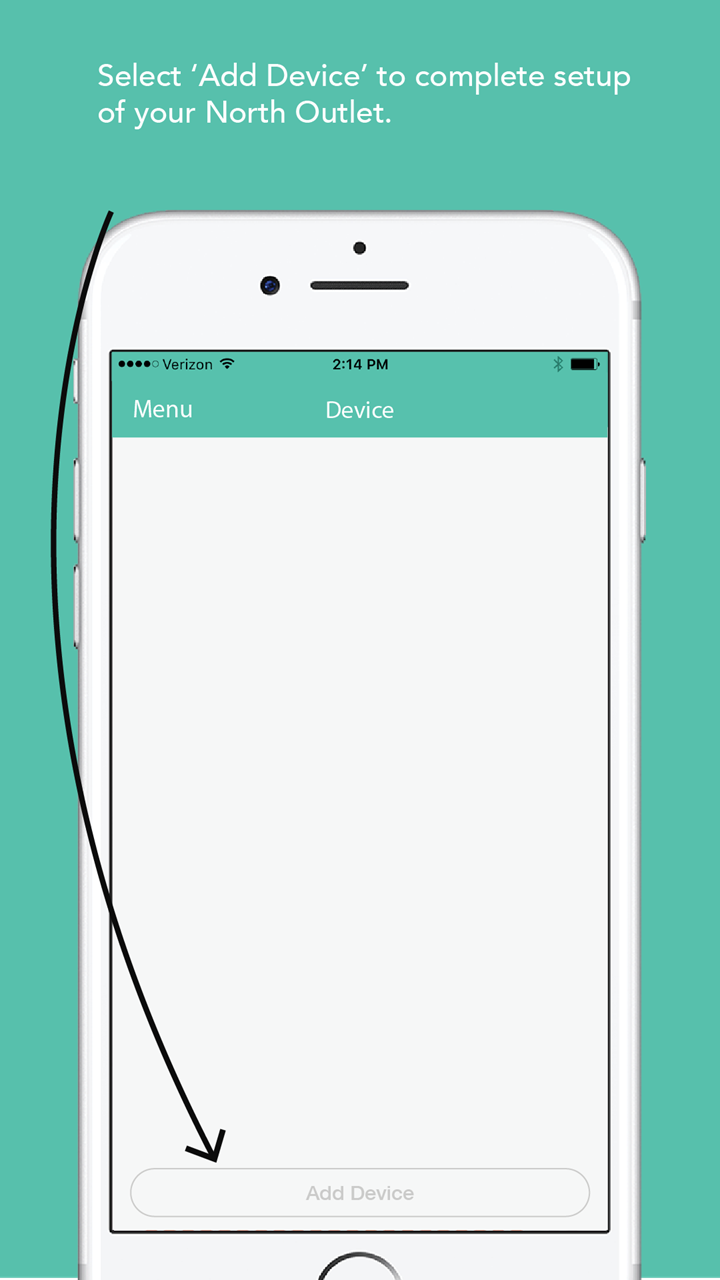 Select ‘Add Device’ to complete setup
of your North Outlet.
Verizon 2:14 PM
Menu Device
Add Device